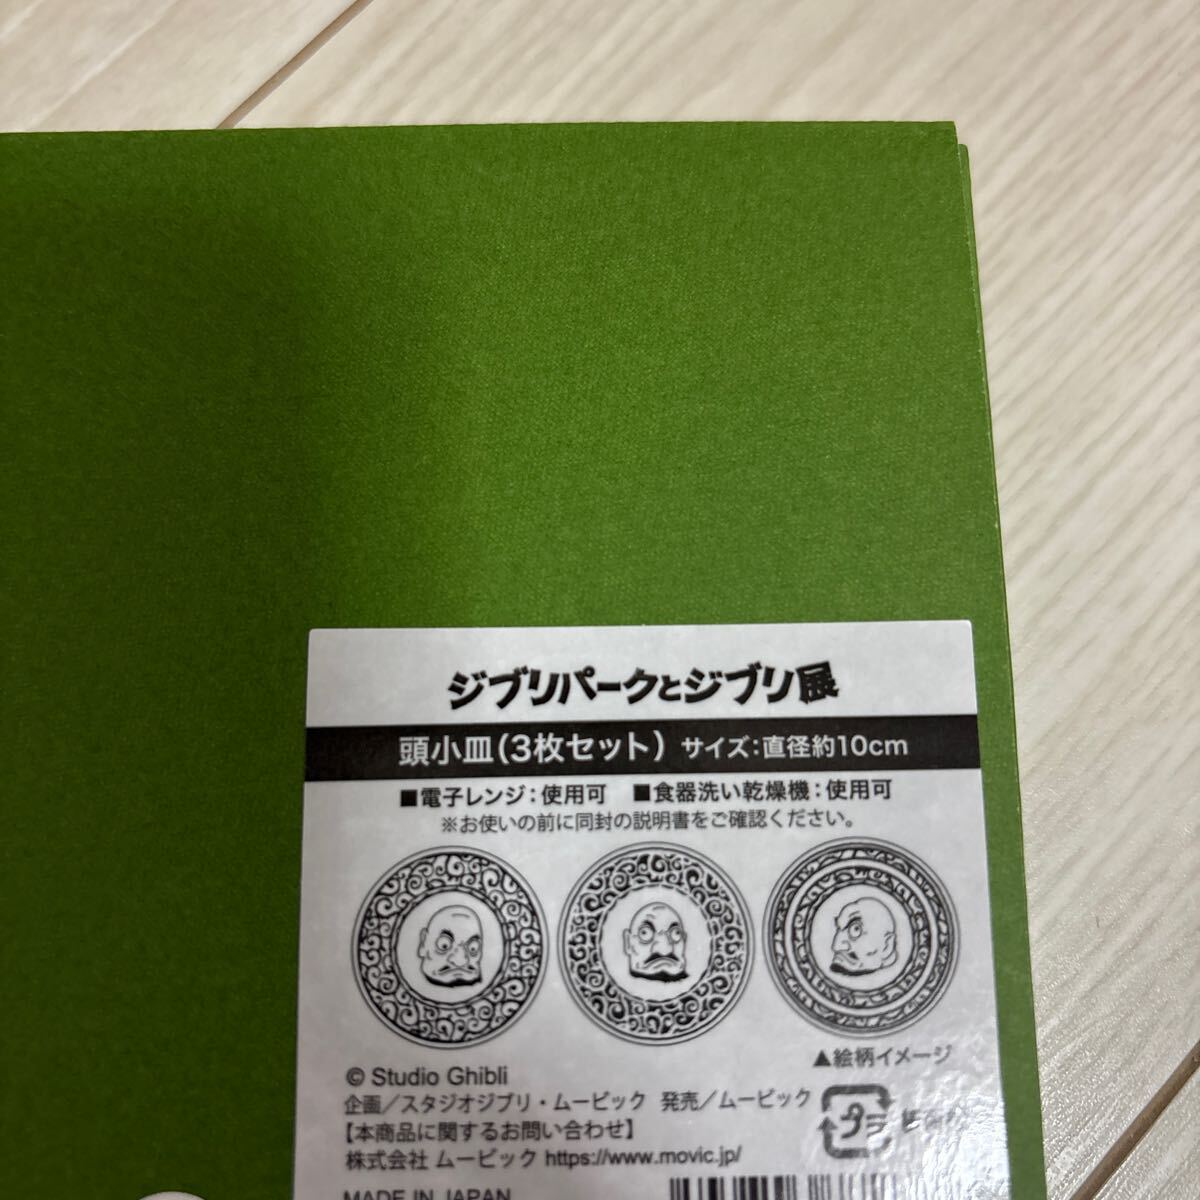 ジブリパークとジブリ展
頭小皿(3枚セット) サイズ:直径約10cm
■電子レンジ:使用可 ■食器洗い乾燥機:使用可
※お使いの前に同封の説明書をご確認ください。
▲絵柄イメージ
© Studio Ghibli
企画/スタジオジブリ・ムービック 発売/ムービック
【本商品に関するお問い合わせ】
株式会社 ムービック https://www.movic.jp/
プラ
MADE IN JAPAN